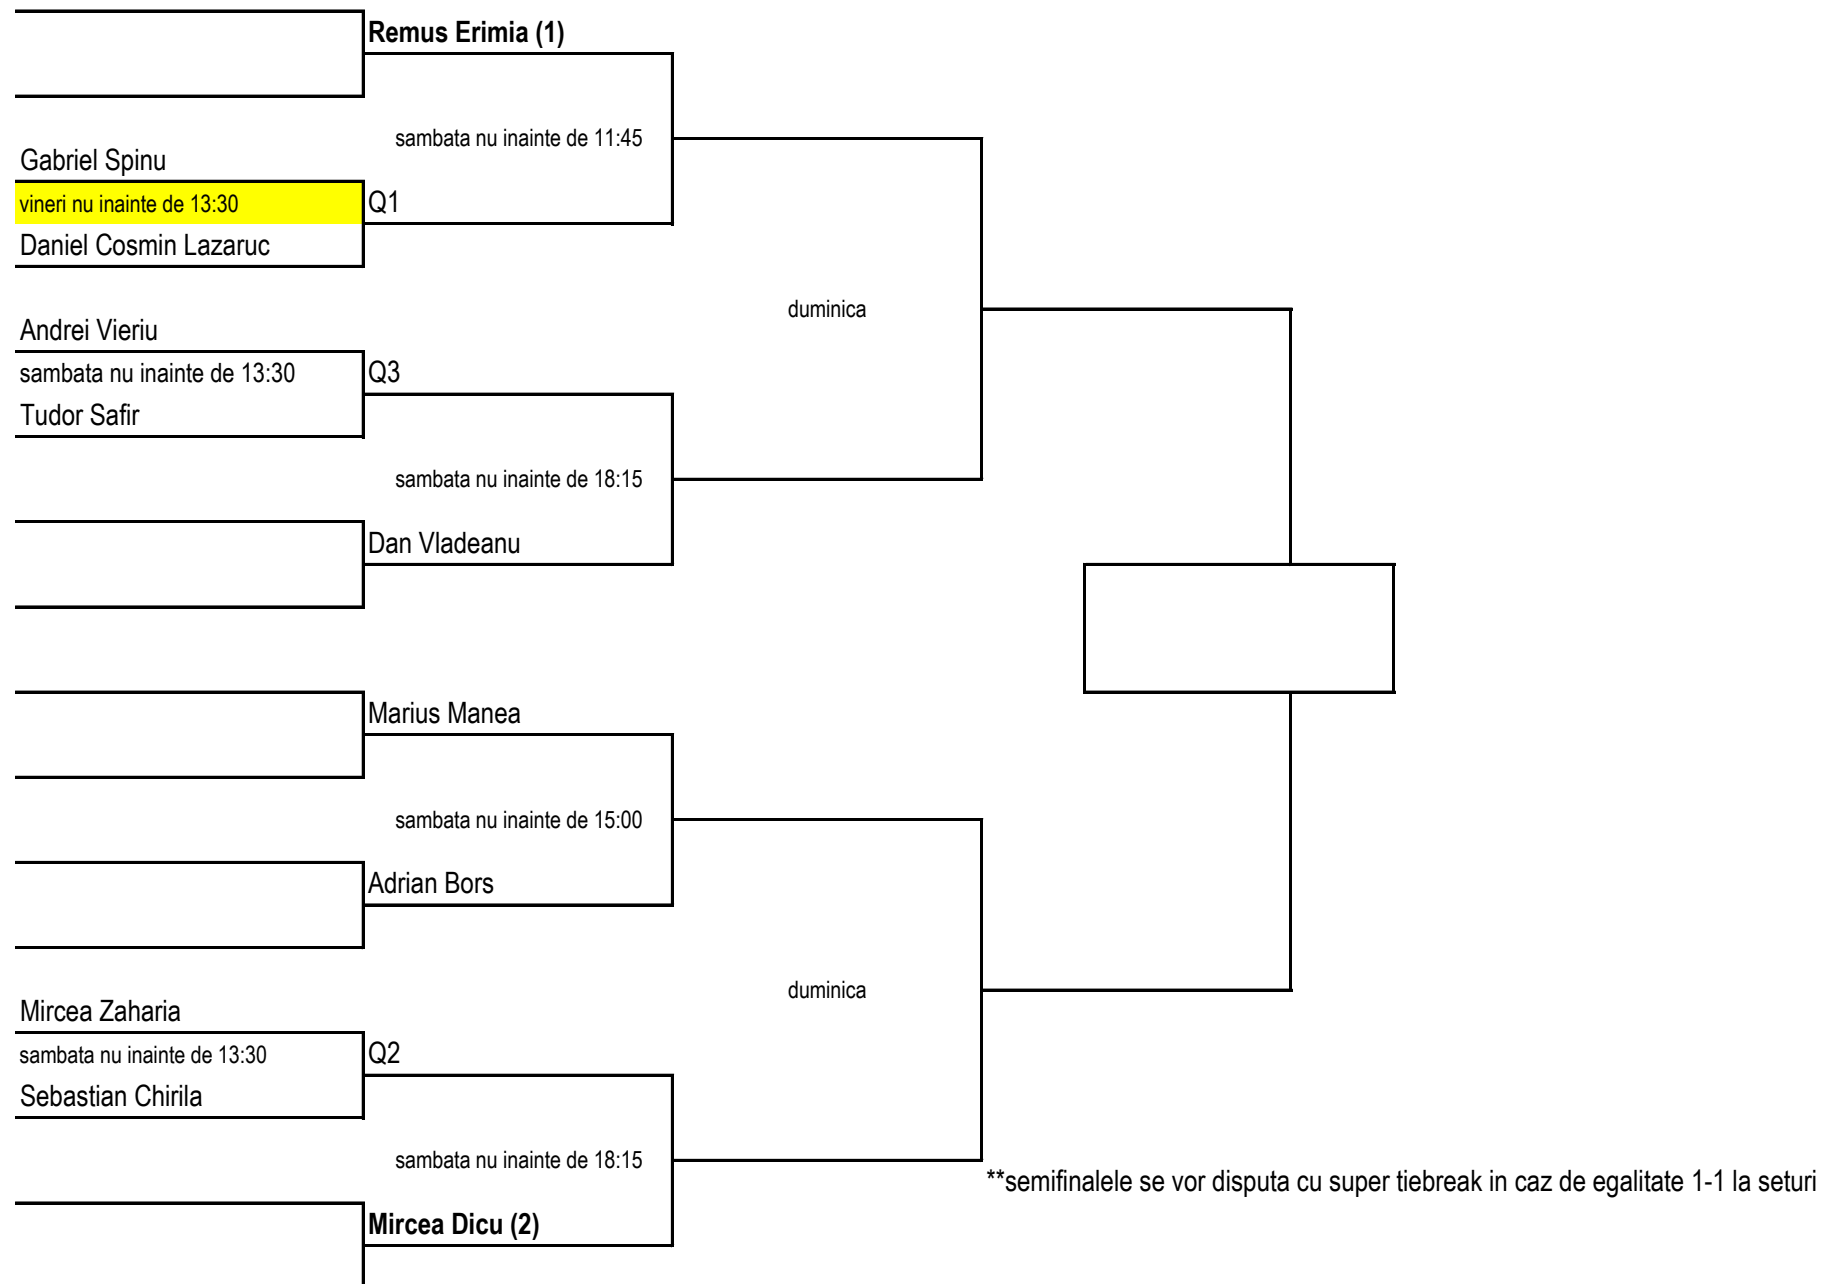 Remus Erimia (1)
sambata nu inainte de 11:45
Gabriel Spinu
vineri nu inainte de 13:30
Q1
Daniel Cosmin Lazaruc
duminica
Andrei Vieriu
sambata nu inainte de 13:30
Q3
Tudor Safir
sambata nu inainte de 18:15
Dan Vladeanu
Marius Manea
sambata nu inainte de 15:00
Adrian Bors
duminica
Mircea Zaharia
sambata nu inainte de 13:30
Q2
Sebastian Chirila
sambata nu inainte de 18:15
**semifinalele se vor disputa cu super tiebreak in caz de egalitate 1-1 la seturi
Mircea Dicu (2)